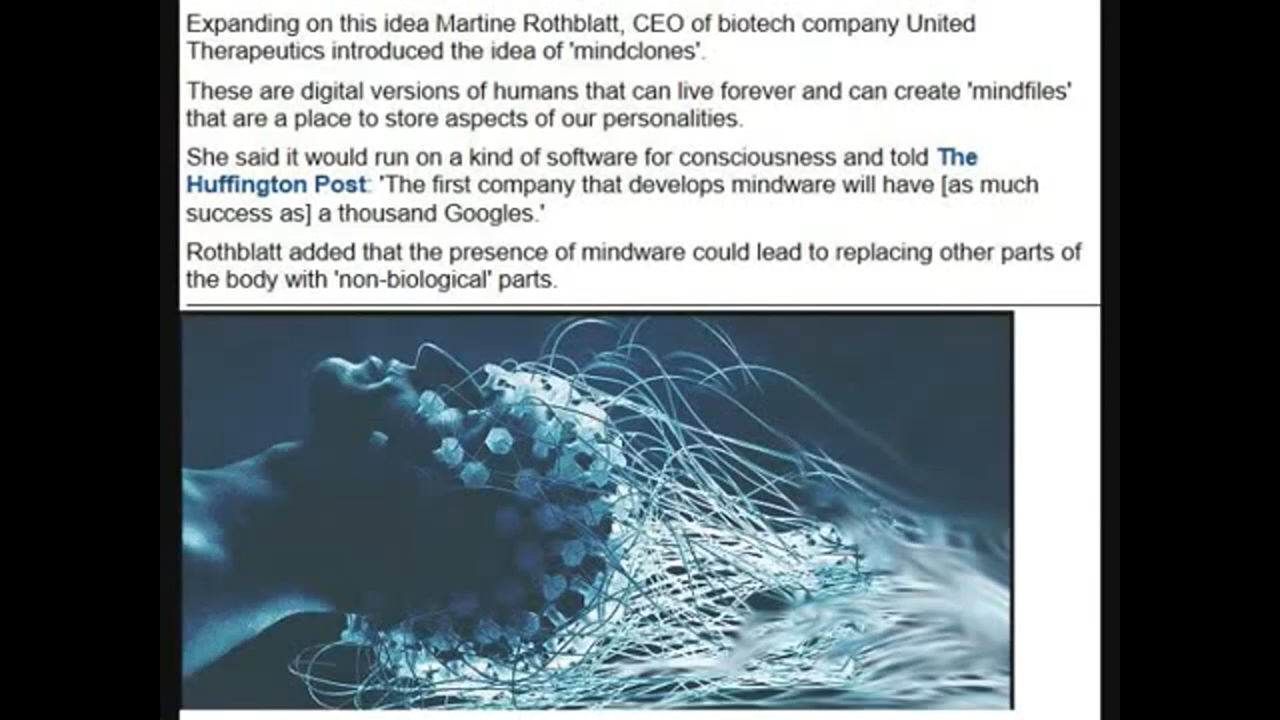 Expanding on this idea Martine Rothblatt, CEO of biotech company United
Therapeutics introduced the idea of 'mindclones'.
These are digital versions of humans that can live forever and can create 'mindfiles'
that are a place to store aspects of our personalities.
She said it would run on a kind of software for consciousness and told The
Huffington Post: 'The first company that develops mindware will have [as much
success as] a thousand Googles.'
Rothblatt added that the presence of mindware could lead to replacing other parts of
the body with 'non-biological' parts.